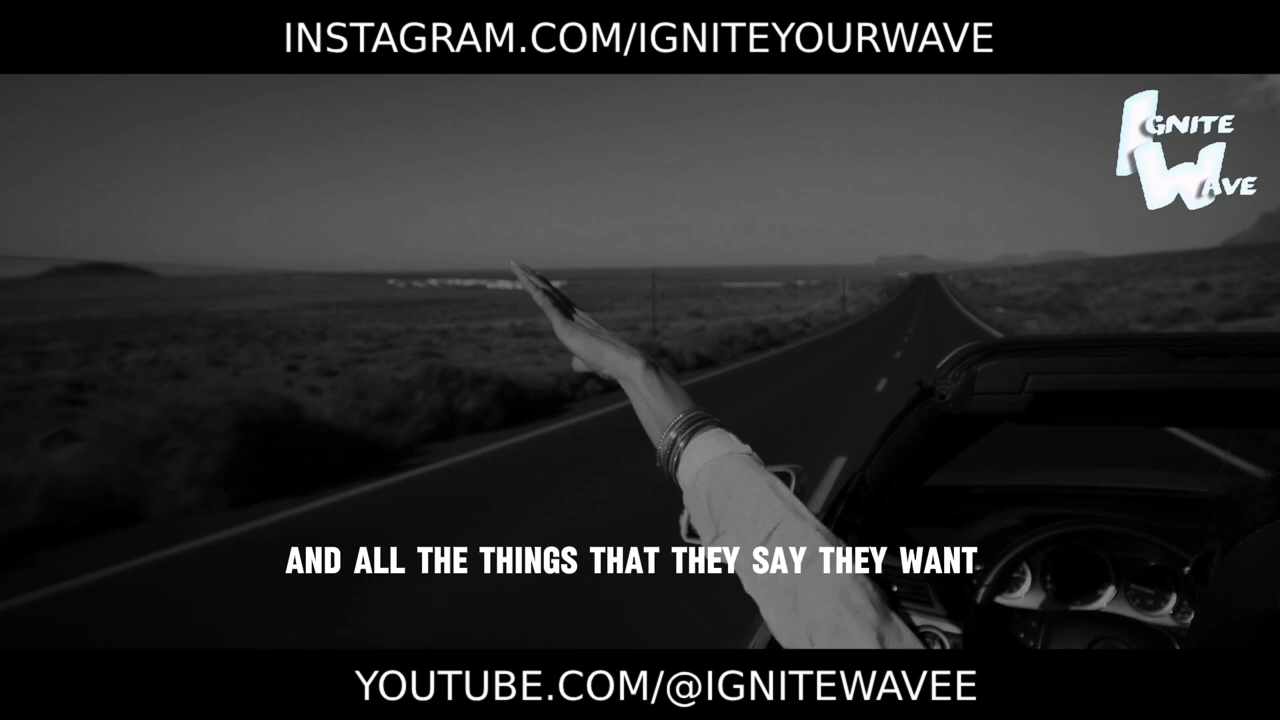 INSTAGRAM.COM/IGNITEYOURWAVE
IGNITE
WAVE
AND ALL THE THINGS THAT THEY SAY THEY WANT
YOUTUBE.COM/@IGNITEWAVEE